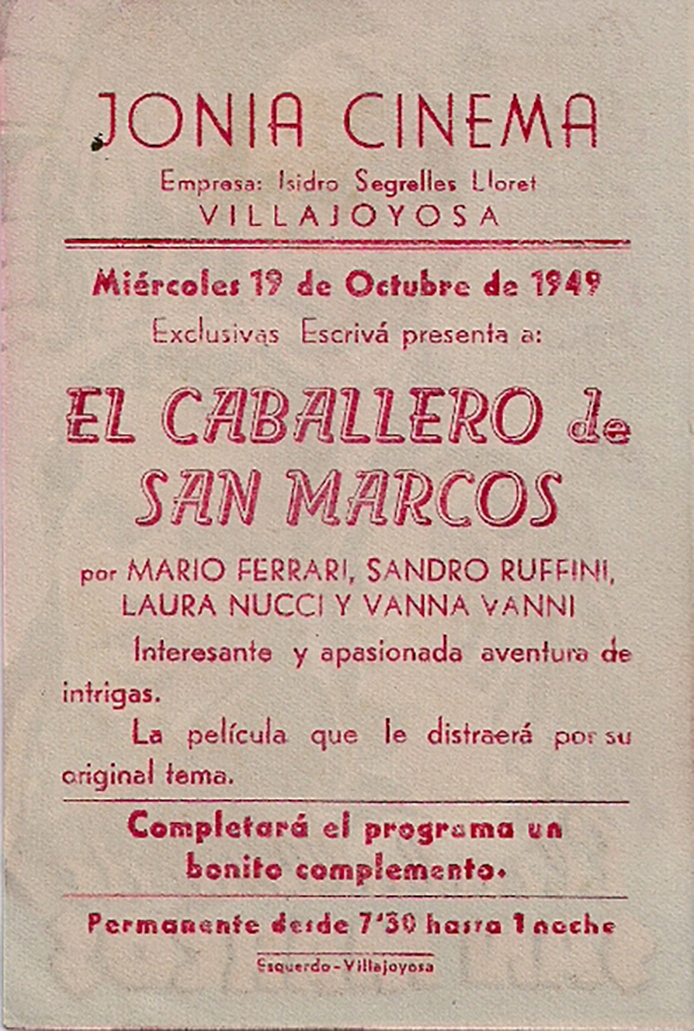 JONIA CINEMA
Empresa: Isidro Segrelles Lloret
VILLAJOYOSA
Miércoles 19 de Octubre de 1949
Exclusivas Escrivá presenta a:
EL CABALLERO de
SAN MARCOS
por MARIO FERRARI, SANDRO RUFFINI,
LAURA NUCCI Y VANNA VANNI
Interesante y apasionada aventura de
intrigas.
La película que le distraerá por su
original tema.
Completará el programa un
bonito complemento.
Permanente desde 7'30 hasta 1 noche
Esquerdo-Villajoyosa